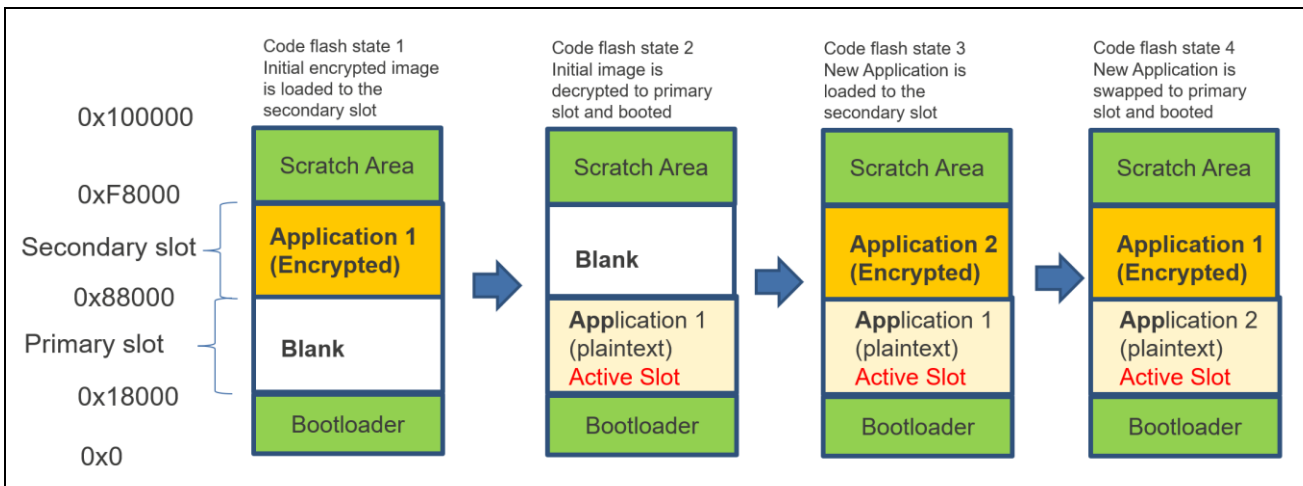 Code flash state 1
Initial encrypted image
is loaded to the
secondary slot
Code flash state 2
Initial image is
decrypted to primary
slot and booted
Code flash state 3
New Application is
loaded to the
secondary slot
Code flash state 4
New Application is
swapped to primary
slot and booted
0x100000
0xF8000
Secondary slot
0x88000
Primary slot
0x18000
0x0
Scratch Area
Application 1
(Encrypted)
Blank
Bootloader
Scratch Area
Blank
Application 1
(plaintext)
Active Slot
Bootloader
Scratch Area
Application 2
(Encrypted)
Application 1
(plaintext)
Active Slot
Bootloader
Scratch Area
Application 1
(Encrypted)
Application 2
(plaintext)
Active Slot
Bootloader